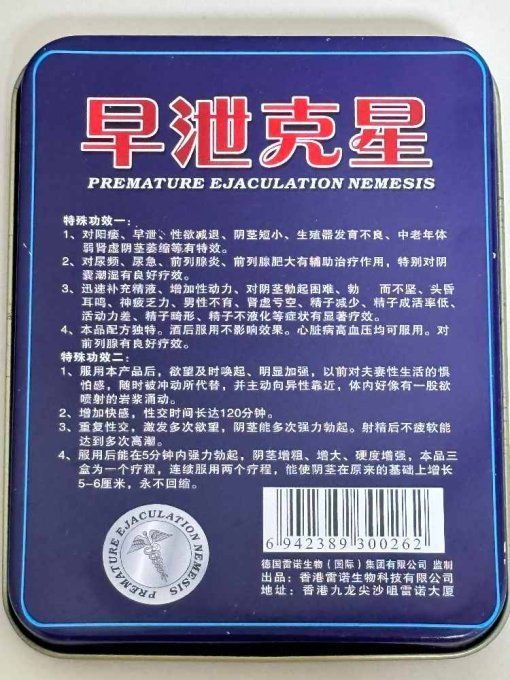 早泄克星
PREMATURE EJACULATION NEMESIS
特殊功效一：
1、对阳痿、早泄、性欲减退、阴茎短小、生殖器发育不良、中老年体
弱肾虚阴茎萎缩等有特效。
2、对尿频、尿急、前列腺炎、前列腺肥大有辅助治疗作用，特别对阴
囊潮湿有良好疗效。
3、迅速补充精液、增加性动力、对阴茎勃起困难、勃 而不坚、头昏
耳鸣、神疲乏力、男性不育、肾虚亏空、精子减少、精子成活率低、
活动力差、精子畸形、精子不液化等症状有显著疗效。
4、本品配方独特。酒后服用不影响效果。心脏病高血压均可服用。对
前列腺有良好疗效。
特殊功效二：
1、服用本产品后，欲望及时唤起、明显加强，以前对夫妻性生活的惧
怕感，随时被冲动所代替，并主动向异性靠近，体内好像有一股欲
喷射的岩浆涌动。
2、增加快感，性交时间长达120分钟。
3、重复性交，激发多次欲望，阴茎能多次强力勃起。射精后不疲软能
达到多次高潮。
4、服用后能在5分钟内强力勃起，阴茎增粗、增大、硬度增强，本品三
盒为一个疗程，连续服用两个疗程，能使阴茎在原来的基础上增长
5-6厘米，永不回缩。
PREMATURE EJACULATION NEMESIS
6 942389 300262
德国雷诺生物（国际）集团有限公司 监制
出品：香港雷诺生物科技有限公司
地址：香港九龙尖沙咀雷诺大厦